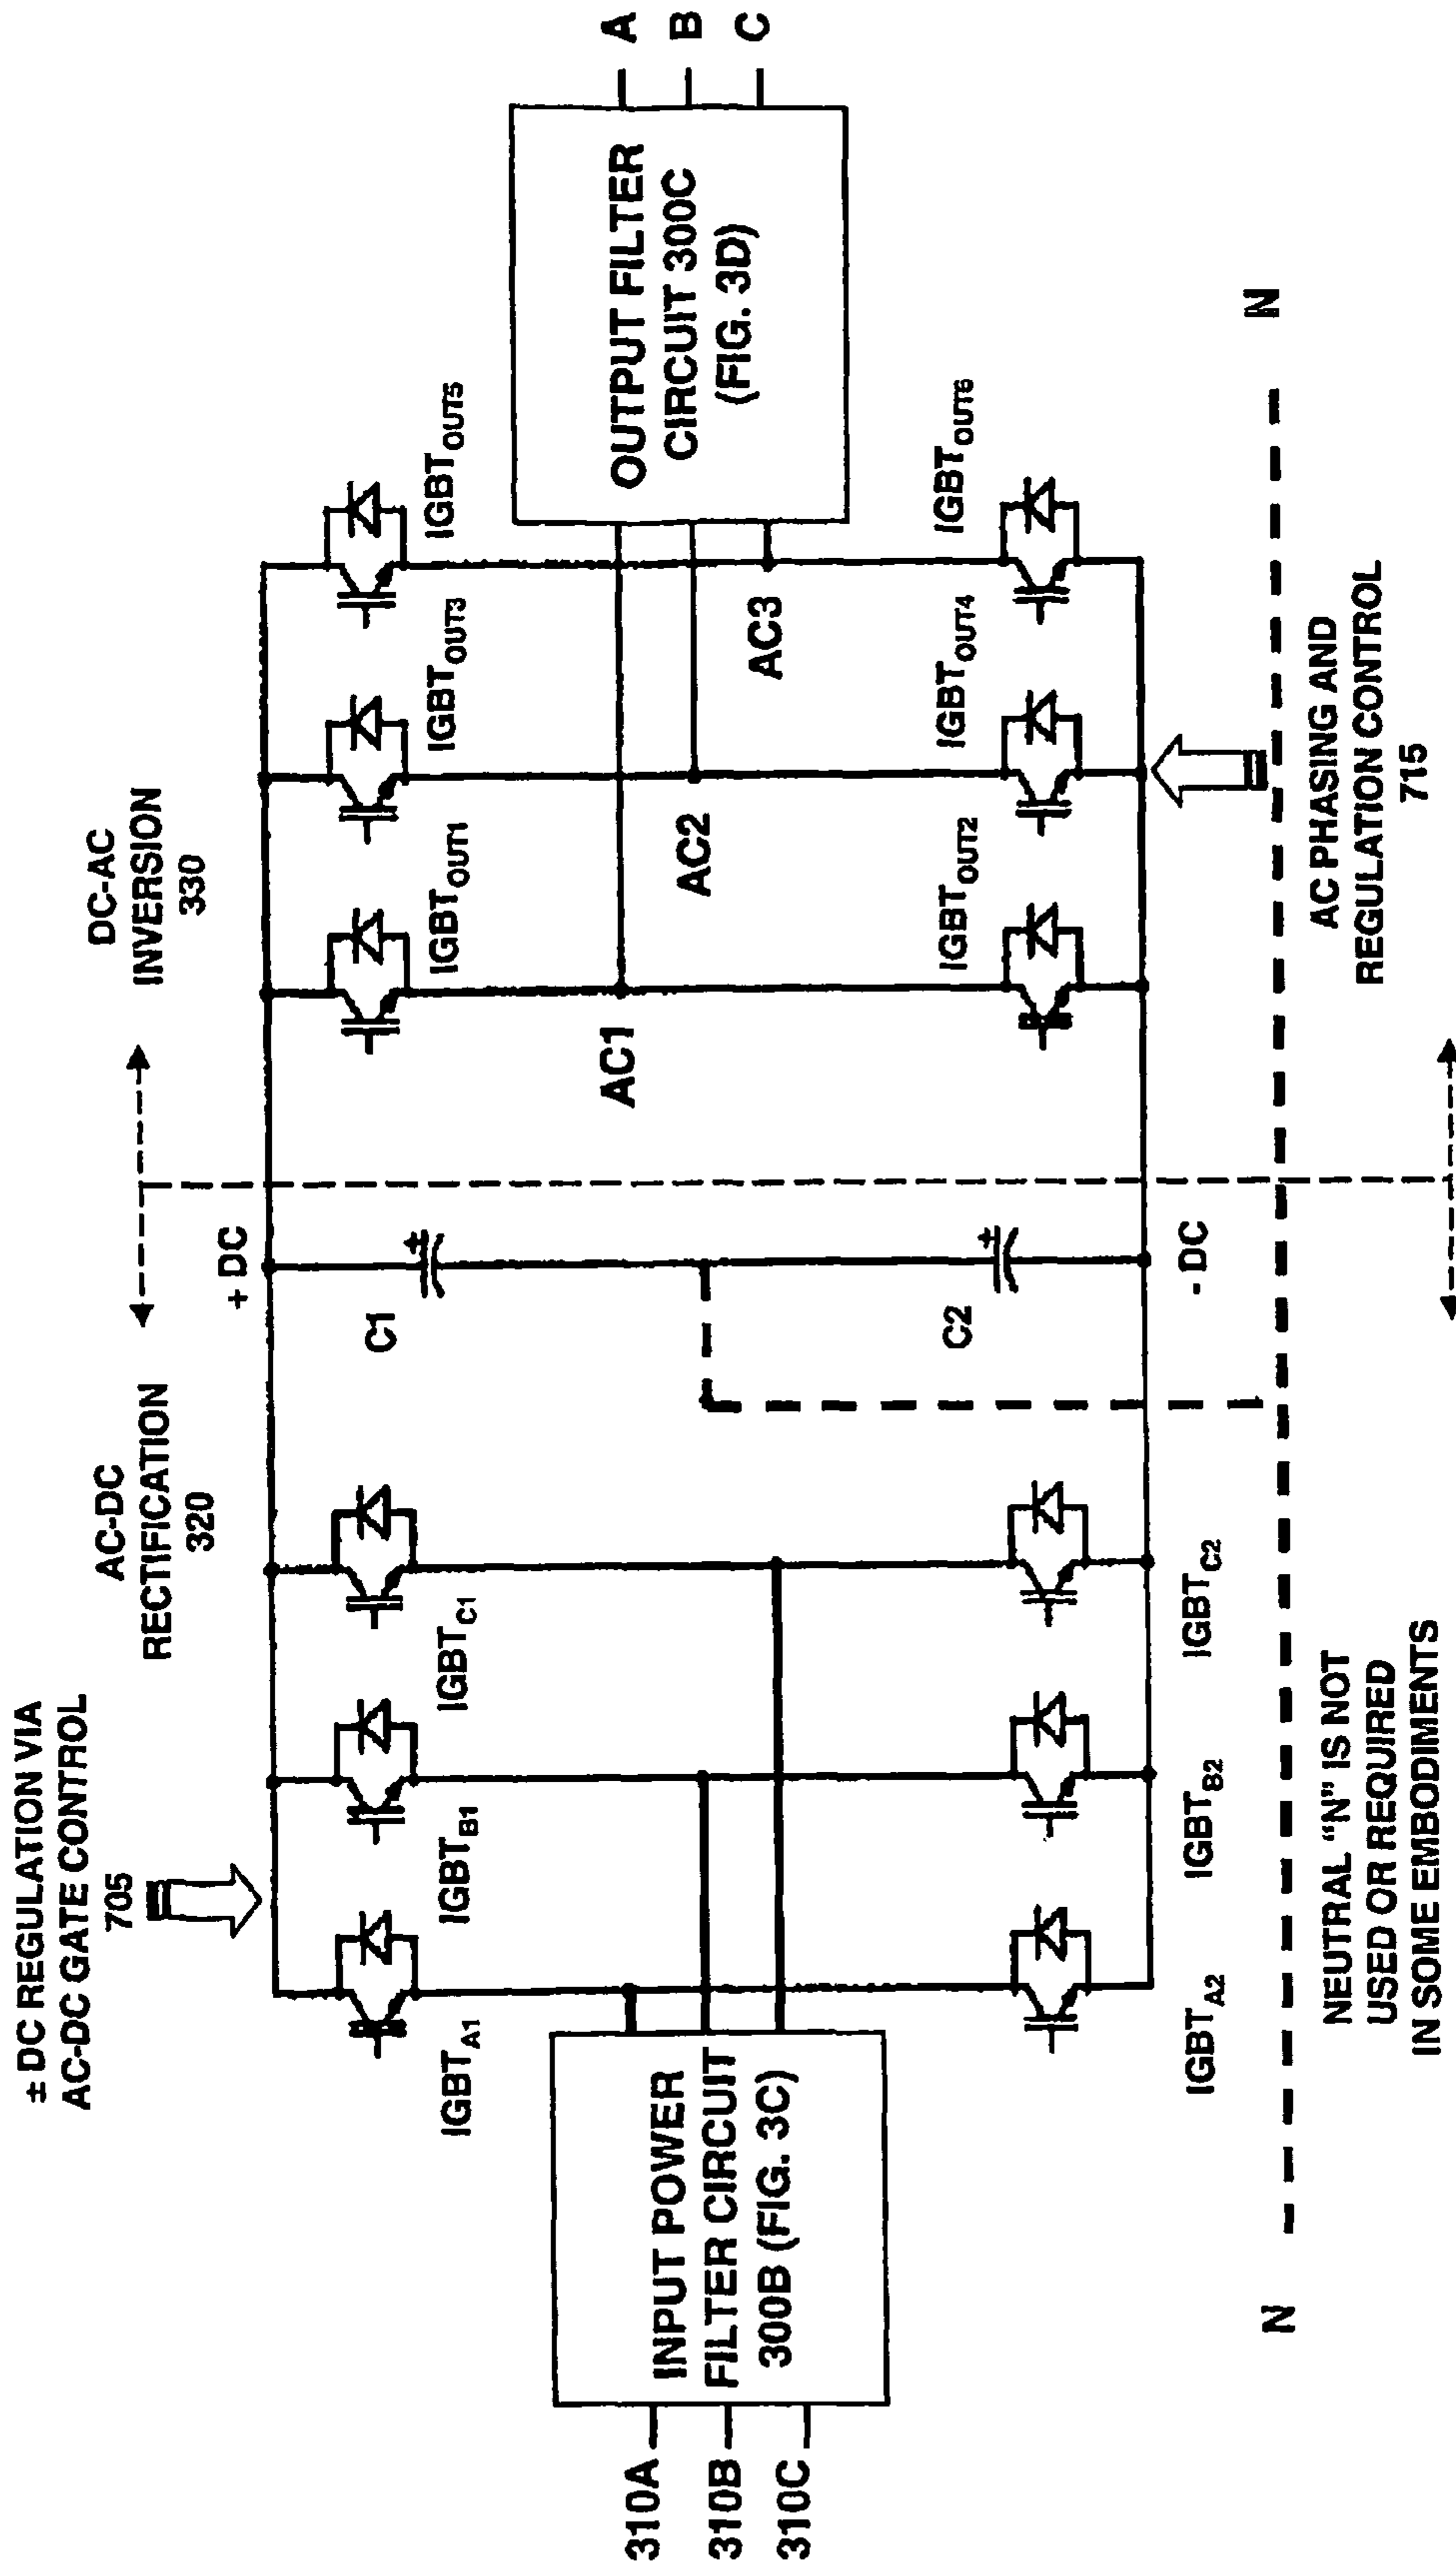 ± DC REGULATION VIA
AC-DC GATE CONTROL
705
AC-DC
RECTIFICATION
320
DC-AC
INVERSION
330
+ DC
IGBT_A1
IGBT_B1
IGBT_C1
C1
IGBT_OUT1
IGBT_OUT3
IGBT_OUT5
310A
310B
310C
INPUT POWER
FILTER CIRCUIT
300B (FIG. 3C)
AC1
AC2
AC3
OUTPUT FILTER
CIRCUIT 300C
(FIG. 3D)
A
B
C
IGBT_A2
IGBT_B2
IGBT_C2
C2
- DC
IGBT_OUT2
IGBT_OUT4
IGBT_OUT6
N
N
NEUTRAL “N” IS NOT
USED OR REQUIRED
IN SOME EMBODIMENTS
AC PHASING AND
REGULATION CONTROL
715